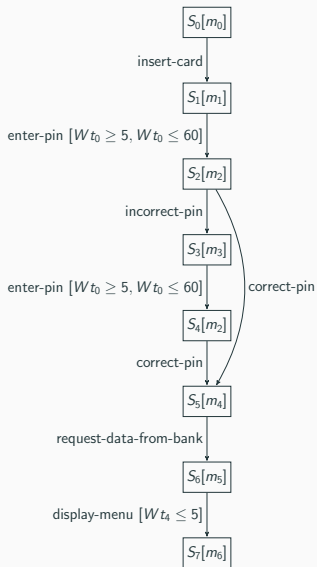 S₀[m₀]
insert-card
S₁[m₁]
enter-pin [Wt₀ ≥ 5, Wt₀ ≤ 60]
S₂[m₂]
incorrect-pin
S₃[m₃]
enter-pin [Wt₀ ≥ 5, Wt₀ ≤ 60]
correct-pin
S₄[m₂]
correct-pin
S₅[m₄]
request-data-from-bank
S₆[m₅]
display-menu [Wt₄ ≤ 5]
S₇[m₆]